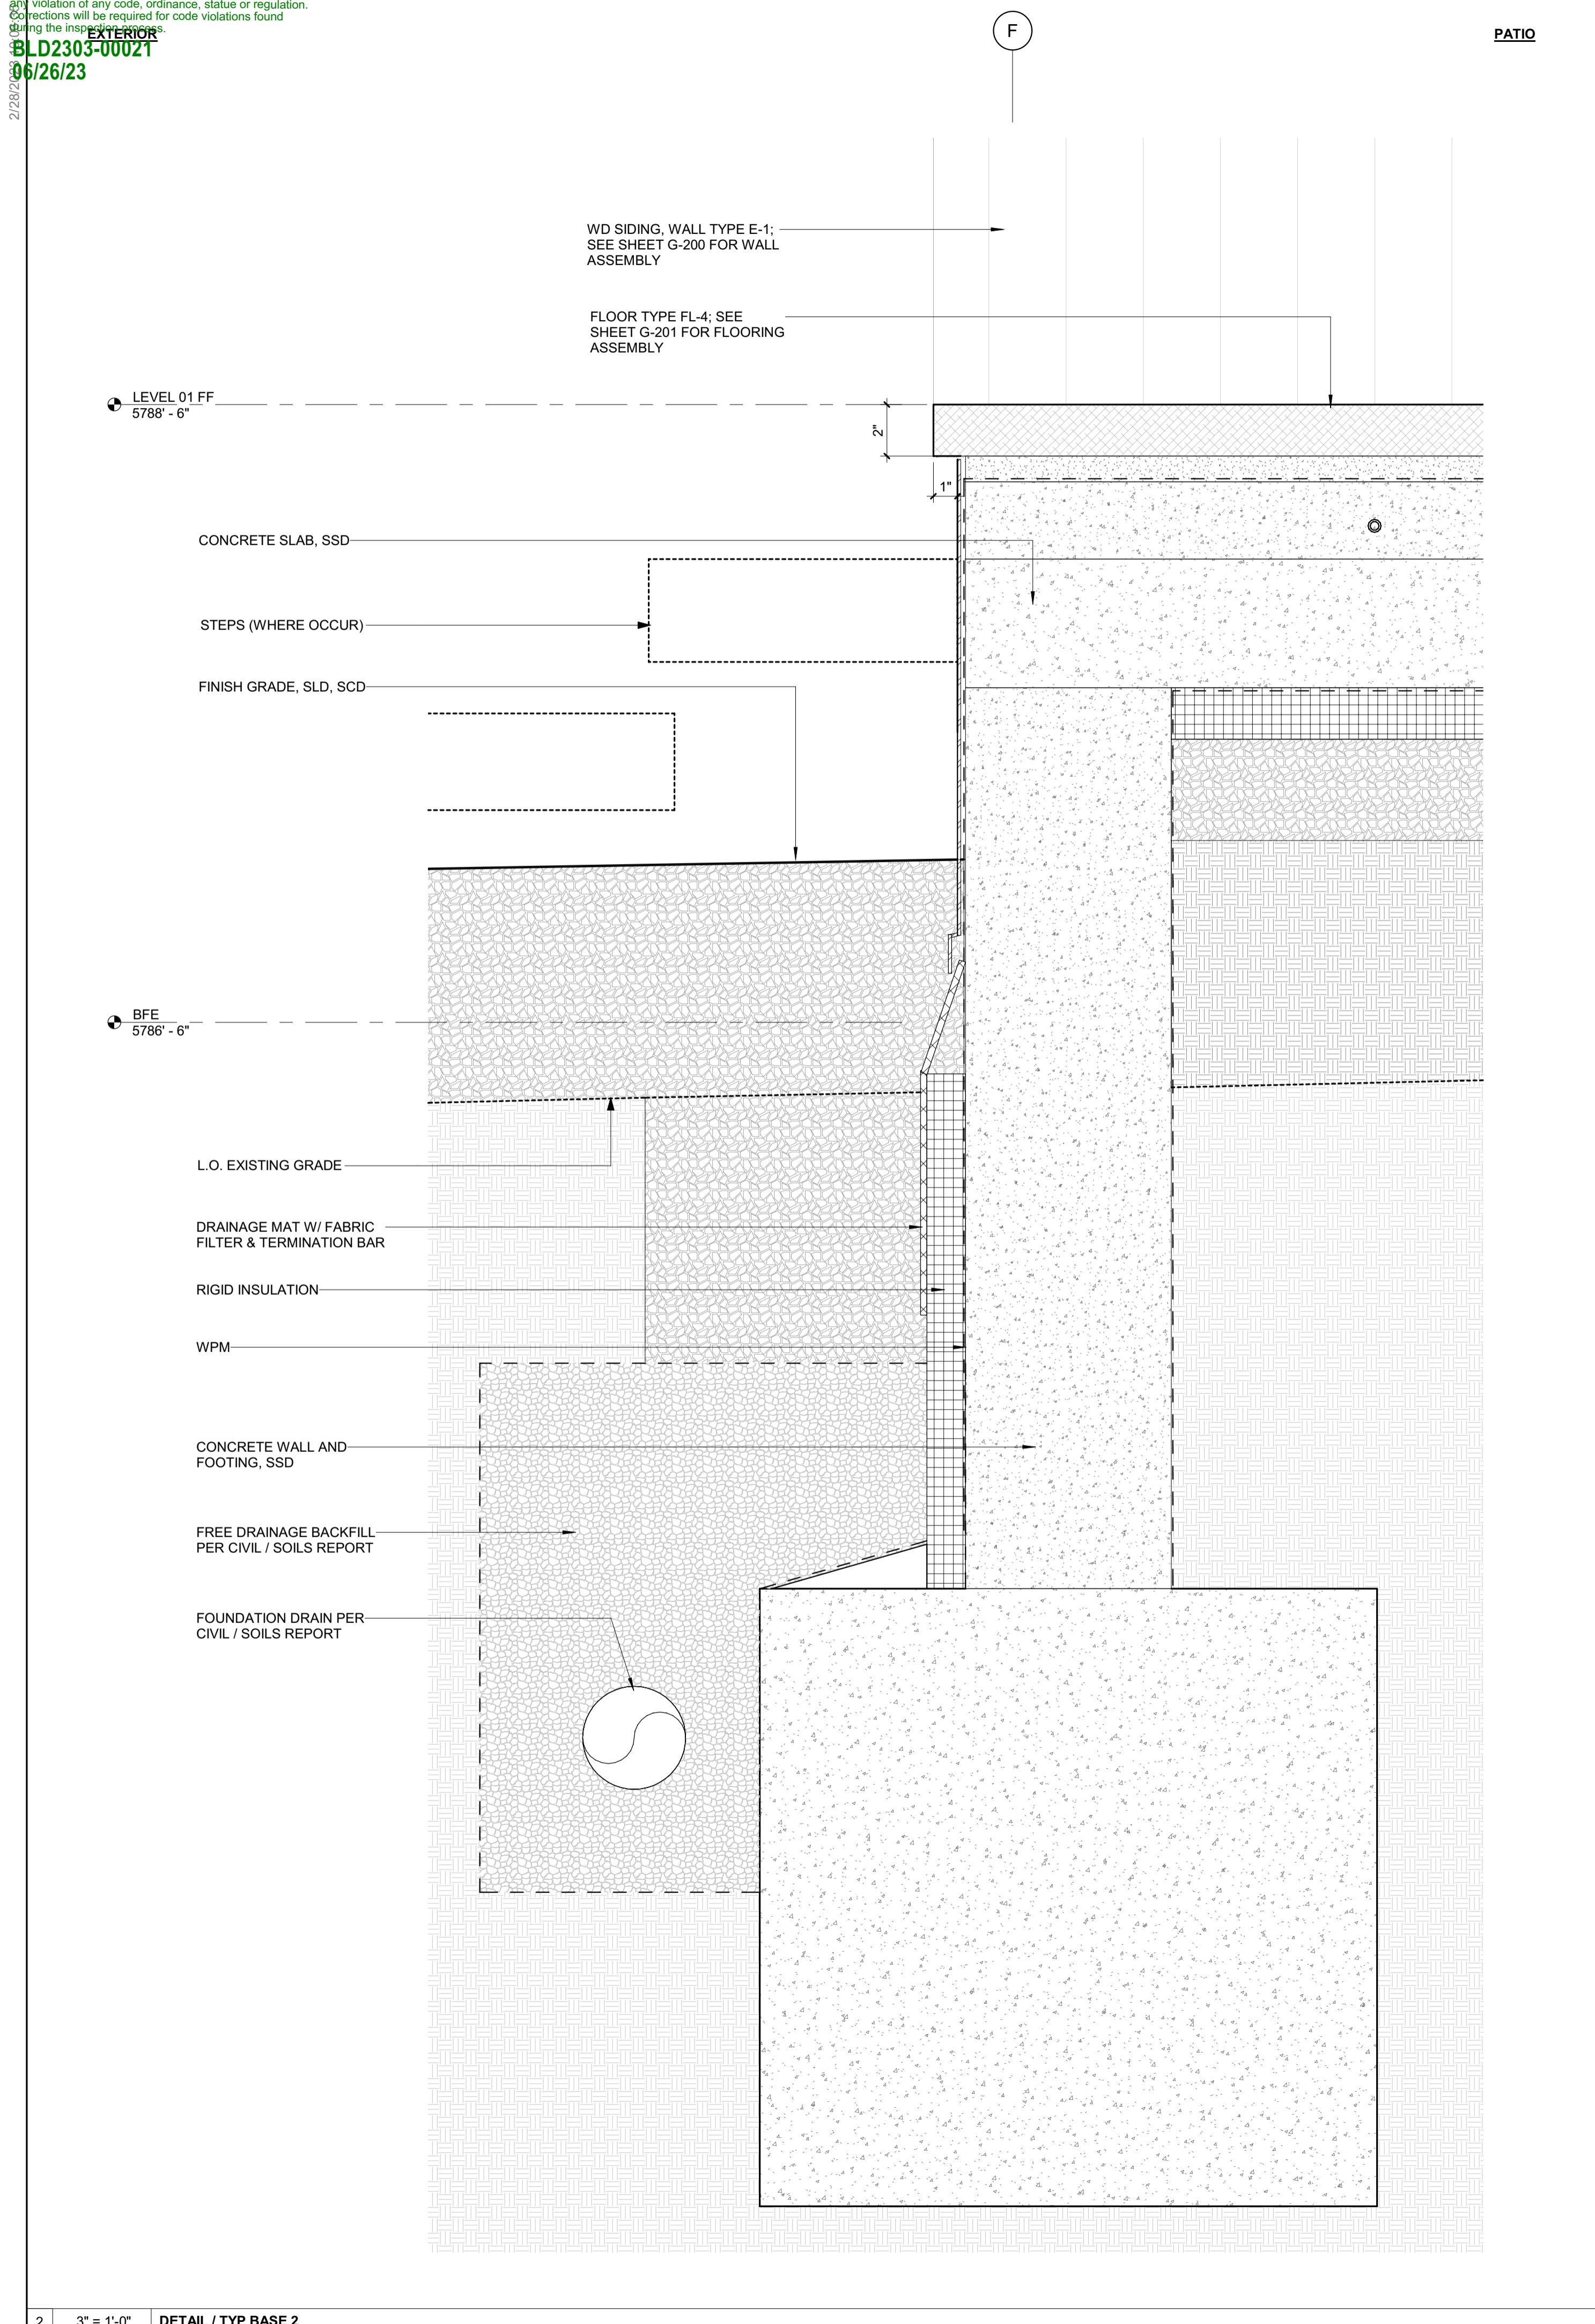 any violation of any code, ordinance, statue or regulation.
Corrections will be required for code violations found
during the inspection process.
EXTERIOR
BLD2303-00021
06/26/23
F
PATIO
WD SIDING, WALL TYPE E-1;
SEE SHEET G-200 FOR WALL
ASSEMBLY
FLOOR TYPE FL-4; SEE
SHEET G-201 FOR FLOORING
ASSEMBLY
LEVEL 01 FF
5788' - 6"
2"
1"
CONCRETE SLAB, SSD
STEPS (WHERE OCCUR)
FINISH GRADE, SLD, SCD
BFE
5786' - 6"
L.O. EXISTING GRADE
DRAINAGE MAT W/ FABRIC
FILTER & TERMINATION BAR
RIGID INSULATION
WPM
CONCRETE WALL AND
FOOTING, SSD
FREE DRAINAGE BACKFILL
PER CIVIL / SOILS REPORT
FOUNDATION DRAIN PER
CIVIL / SOILS REPORT
2 3" = 1'-0" DETAIL / TYP BASE 2